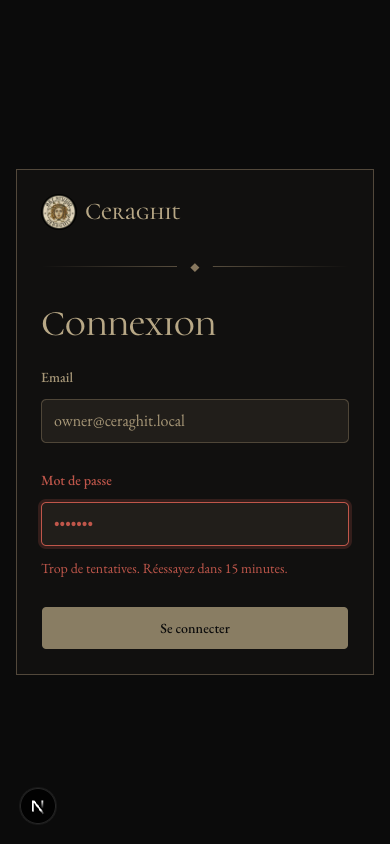 Ceraghit
Connexion
Email
owner@ceraghit.local
Mot de passe
•••••••
Trop de tentatives. Réessayez dans 15 minutes.
Se connecter
N